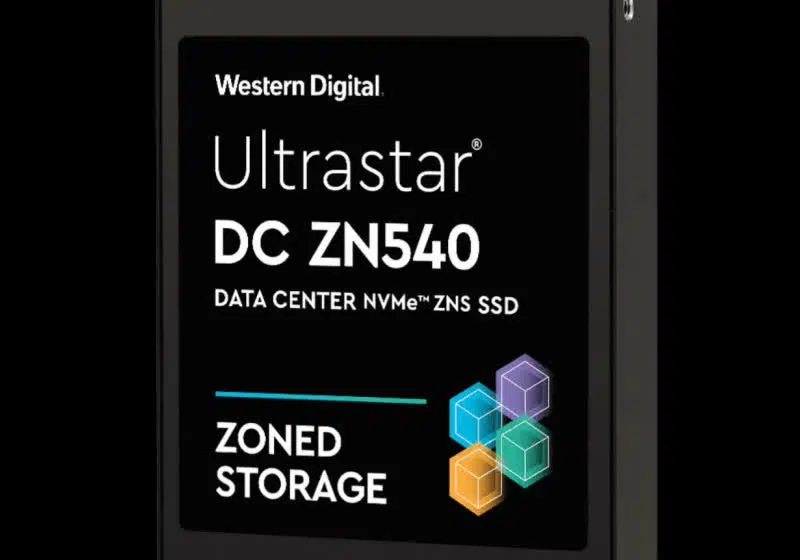 Western Digital.
Ultrastar®
DC ZN540
DATA CENTER NVMe™ ZNS SSD
ZONED
STORAGE